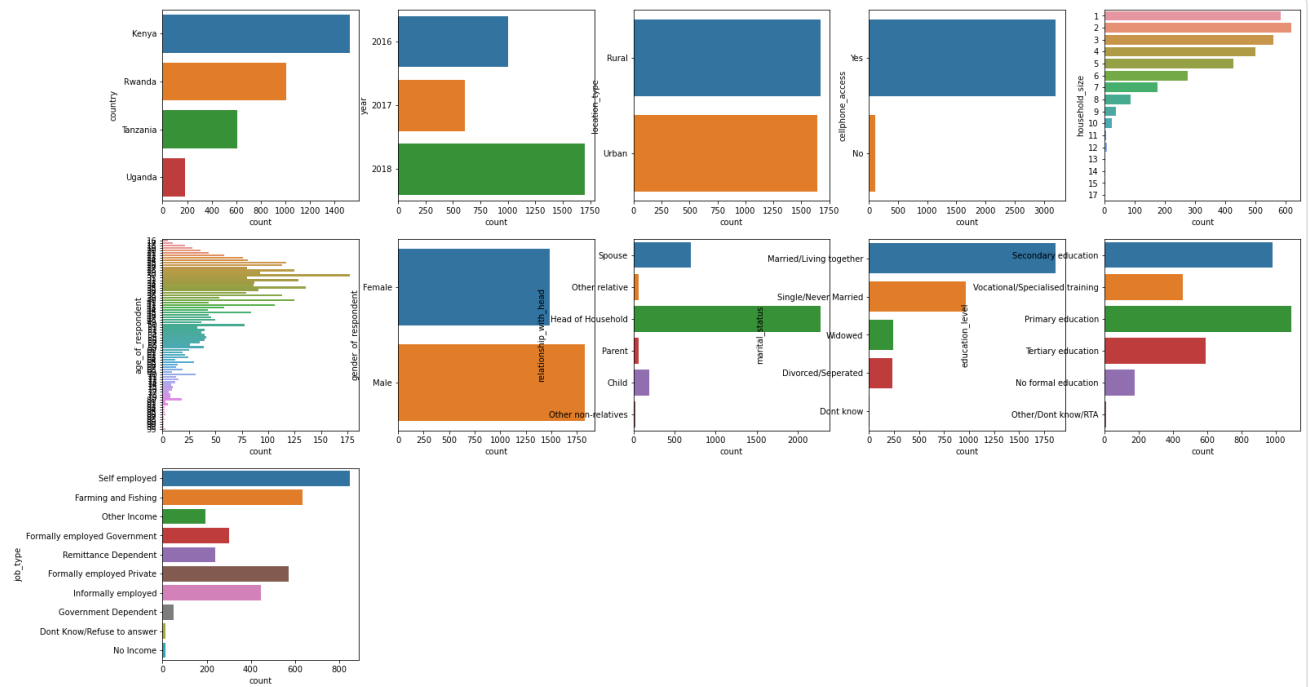 country
Kenya
Rwanda
Tanzania
Uganda
0 200 400 600 800 1000 1200 1400
count
year
2016
2017
2018
0 250 500 750 1000 1250 1500 1750
count
location_type
Rural
Urban
0 250 500 750 1000 1250 1500 1750
count
cellphone_access
Yes
No
0 500 1000 1500 2000 2500 3000
count
household_size
1
2
3
4
5
6
7
8
9
10
11
12
13
14
15
17
0 100 200 300 400 500 600
count
age_of_respondent
16
0 25 50 75 100 125 150 175
count
gender_of_respondent
Female
Male
0 250 500 750 1000 1250 1500 1750
count
relationship_with_head
Spouse
Other relative
Head of Household
Parent
Child
Other non-relatives
0 500 1000 1500 2000
count
marital_status
Married/Living together
Single/Never Married
Widowed
Divorced/Seperated
Dont know
0 250 500 750 1000 1250 1500 1750
count
education_level
Secondary education
Vocational/Specialised training
Primary education
Tertiary education
No formal education
Other/Dont know/RTA
0 200 400 600 800 1000
count
job_type
Self employed
Farming and Fishing
Other Income
Formally employed Government
Remittance Dependent
Formally employed Private
Informally employed
Government Dependent
Dont Know/Refuse to answer
No Income
0 200 400 600 800
count